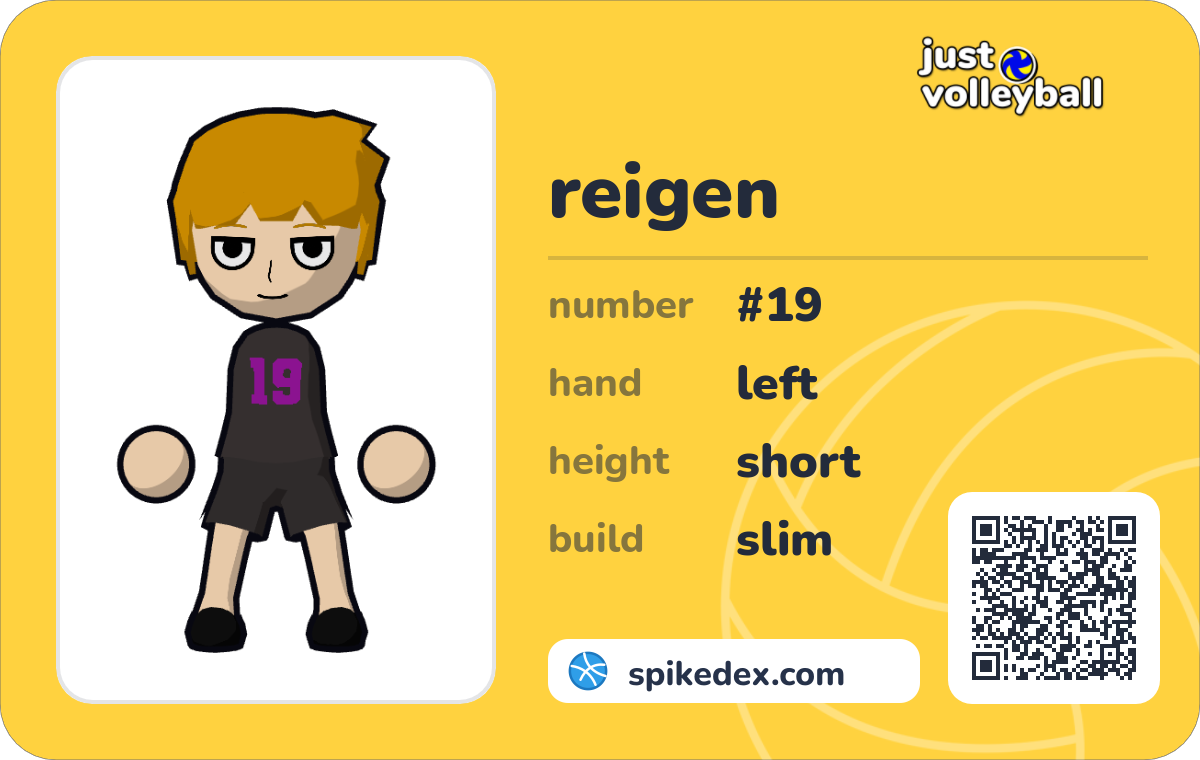 just
volleyball
reigen
number #19
hand left
height short
build slim
19
spikedex.com